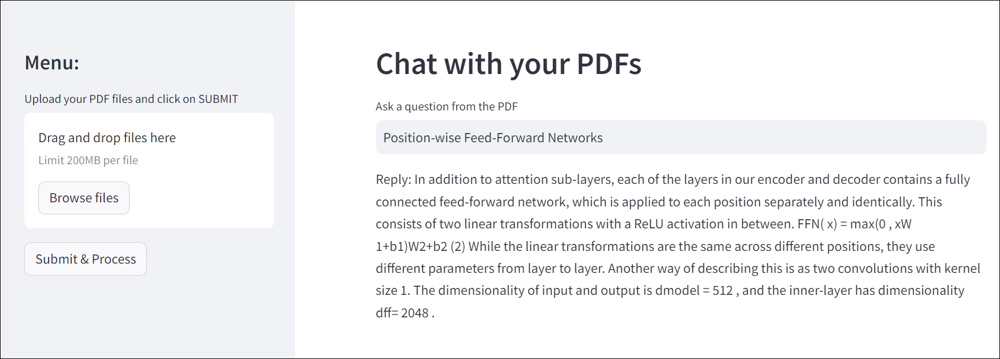 Menu:
Upload your PDF files and click on SUBMIT
Drag and drop files here
Limit 200MB per file
Browse files
Submit & Process
Chat with your PDFs
Ask a question from the PDF
Position-wise Feed-Forward Networks
Reply: In addition to attention sub-layers, each of the layers in our encoder and decoder contains a fully
connected feed-forward network, which is applied to each position separately and identically. This
consists of two linear transformations with a ReLU activation in between. FFN( x) = max(0 , xW
1+b1)W2+b2 (2) While the linear transformations are the same across different positions, they use
different parameters from layer to layer. Another way of describing this is as two convolutions with kernel
size 1. The dimensionality of input and output is dmodel = 512 , and the inner-layer has dimensionality
dff= 2048 .